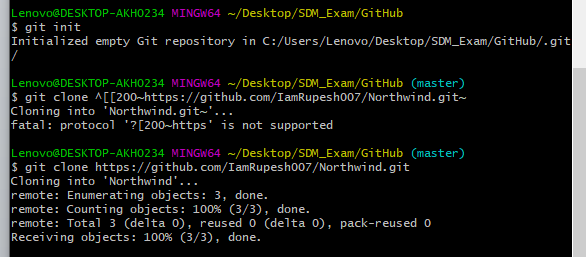 Lenovo@DESKTOP-AKH0234 MINGW64 ~/Desktop/SDM_Exam/GitHub
$ git init
Initialized empty Git repository in C:/Users/Lenovo/Desktop/SDM_Exam/GitHub/.git
/
Lenovo@DESKTOP-AKH0234 MINGW64 ~/Desktop/SDM_Exam/GitHub (master)
$ git clone ^[[200~https://github.com/IamRupesh007/Northwind.git~
Cloning into 'Northwind.git~'...
fatal: protocol '?[200~https' is not supported
Lenovo@DESKTOP-AKH0234 MINGW64 ~/Desktop/SDM_Exam/GitHub (master)
$ git clone https://github.com/IamRupesh007/Northwind.git
Cloning into 'Northwind'...
remote: Enumerating objects: 3, done.
remote: Counting objects: 100% (3/3), done.
remote: Total 3 (delta 0), reused 0 (delta 0), pack-reused 0
Receiving objects: 100% (3/3), done.